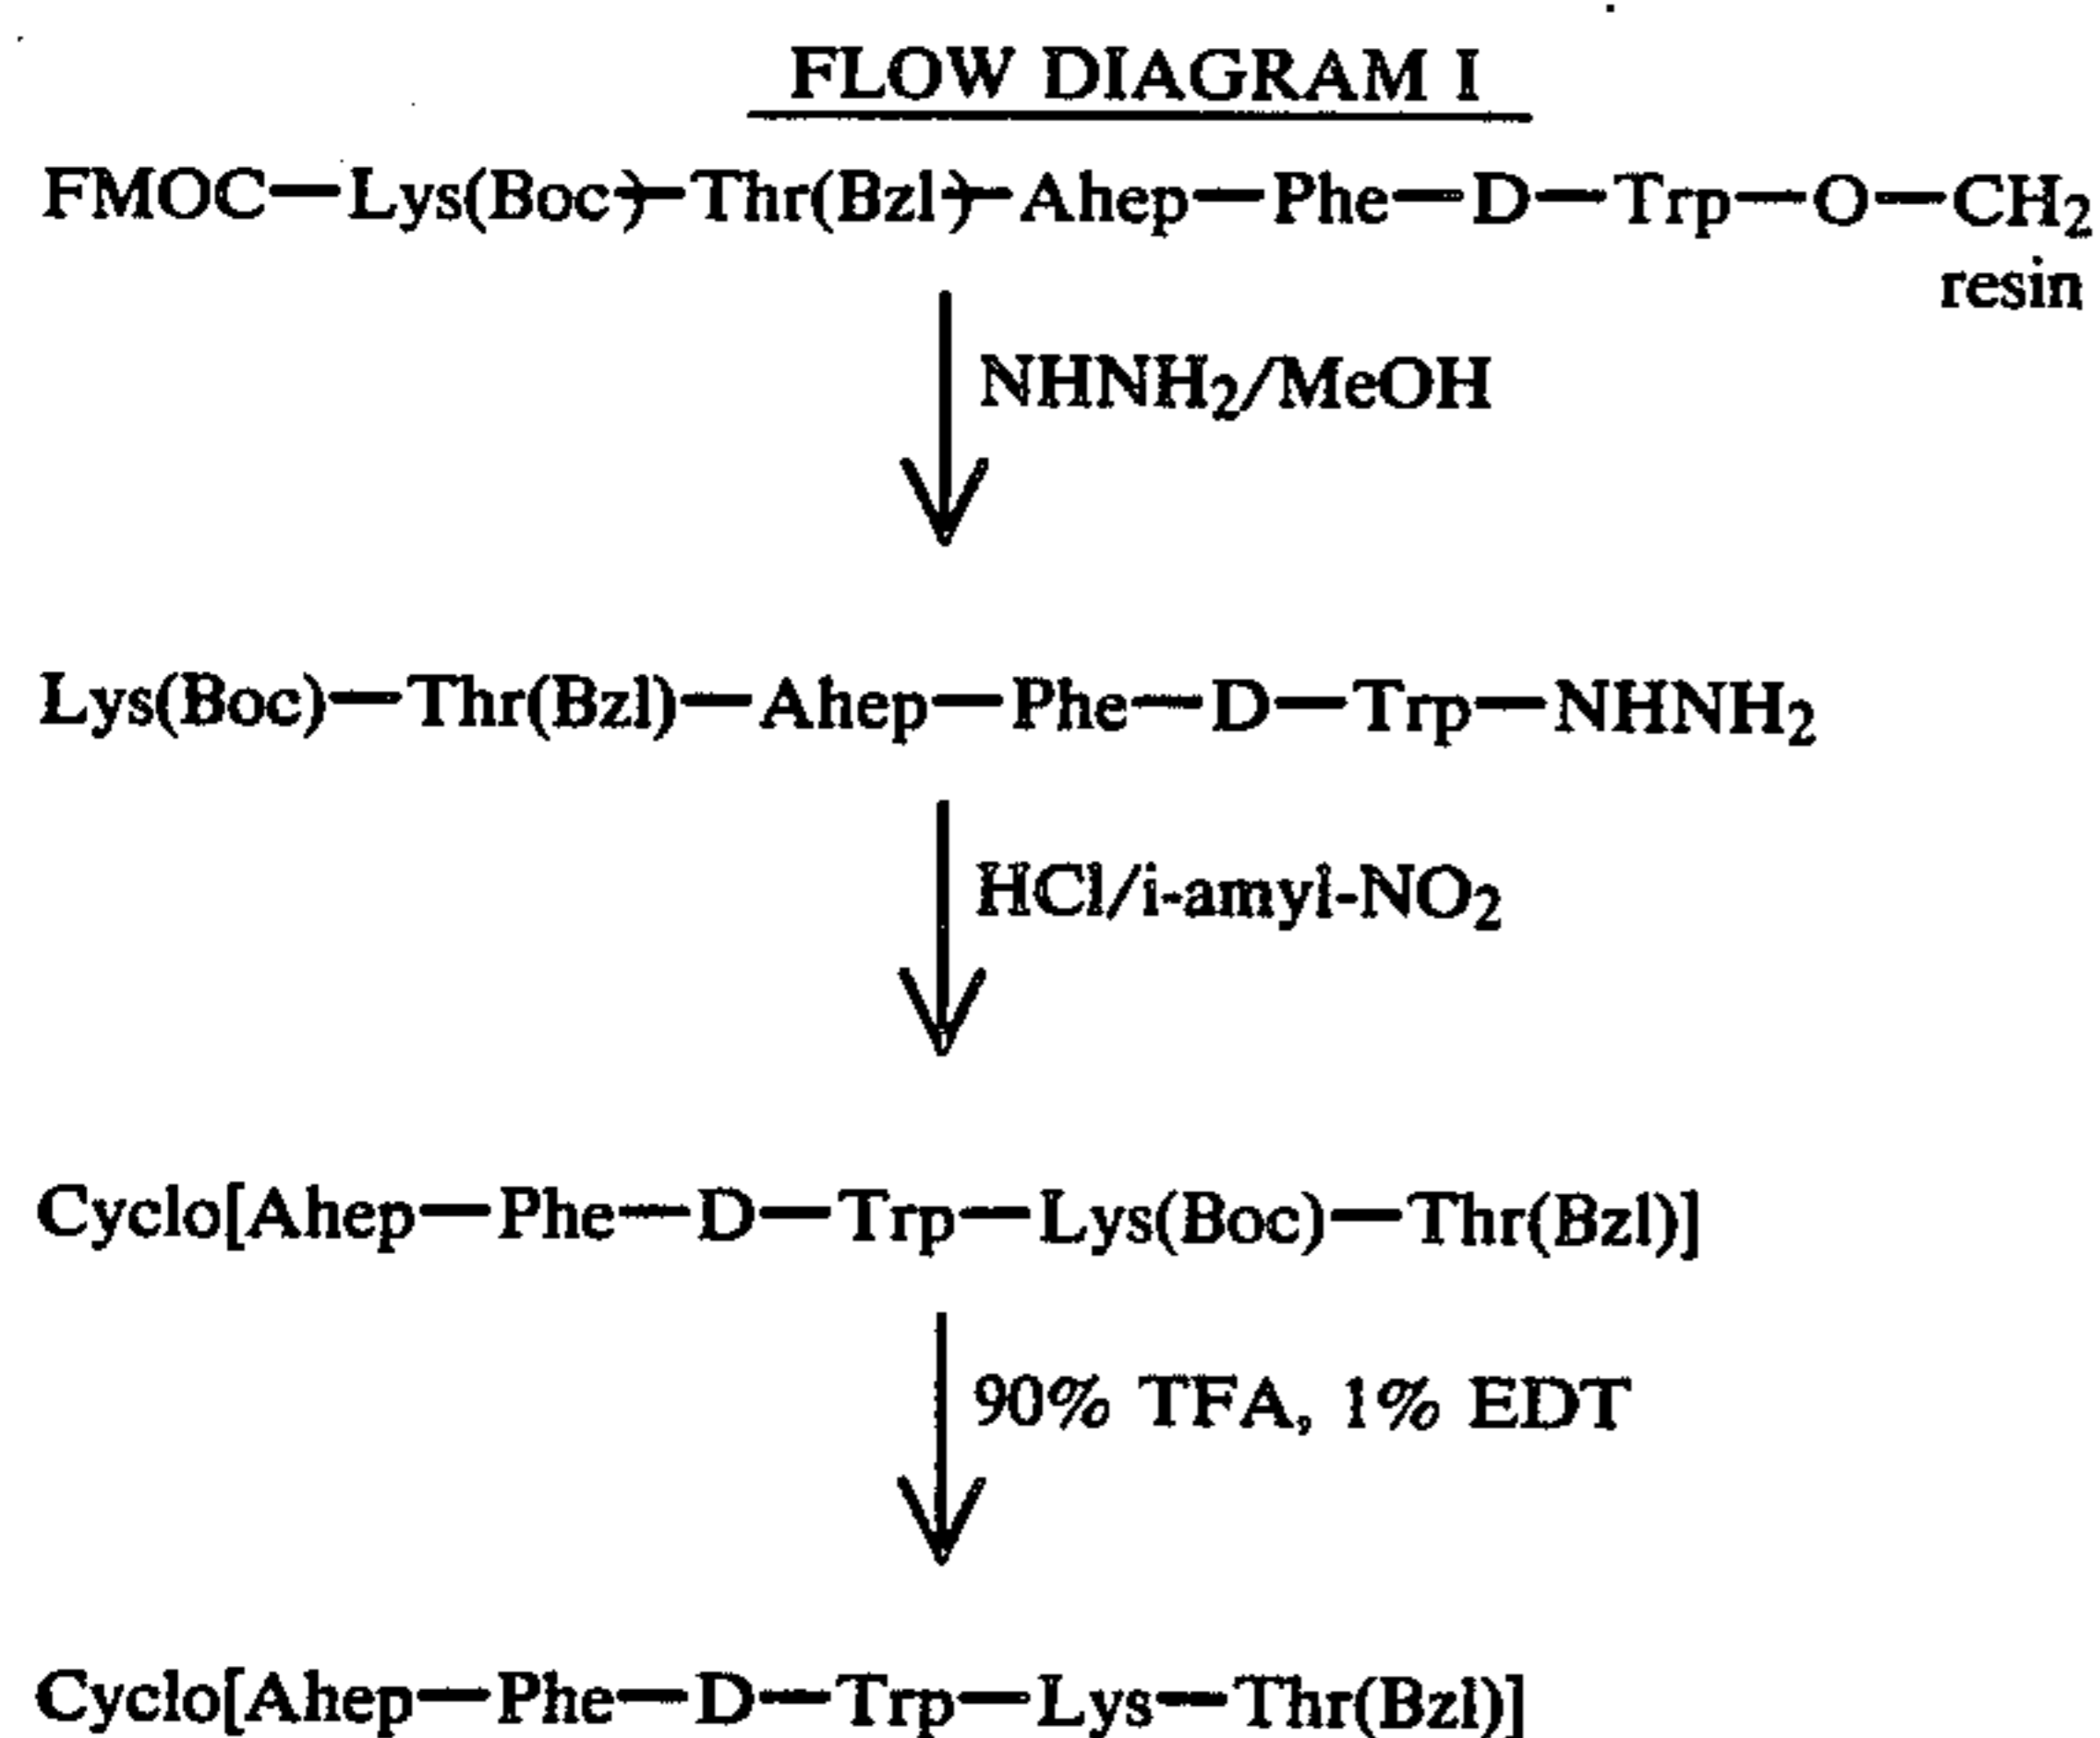 FLOW DIAGRAM I
FMOC—Lys(Boc)—Thr(Bzl)—Ahep—Phe—D—Trp—O—CH₂
resin
NHNH₂/MeOH
Lys(Boc)—Thr(Bzl)—Ahep—Phe—D—Trp—NHNH₂
HCl/i-amyl-NO₂
Cyclo[Ahep—Phe—D—Trp—Lys(Boc)—Thr(Bzl)]
90% TFA, 1% EDT
Cyclo[Ahep—Phe—D—Trp—Lys—Thr(Bzl)]